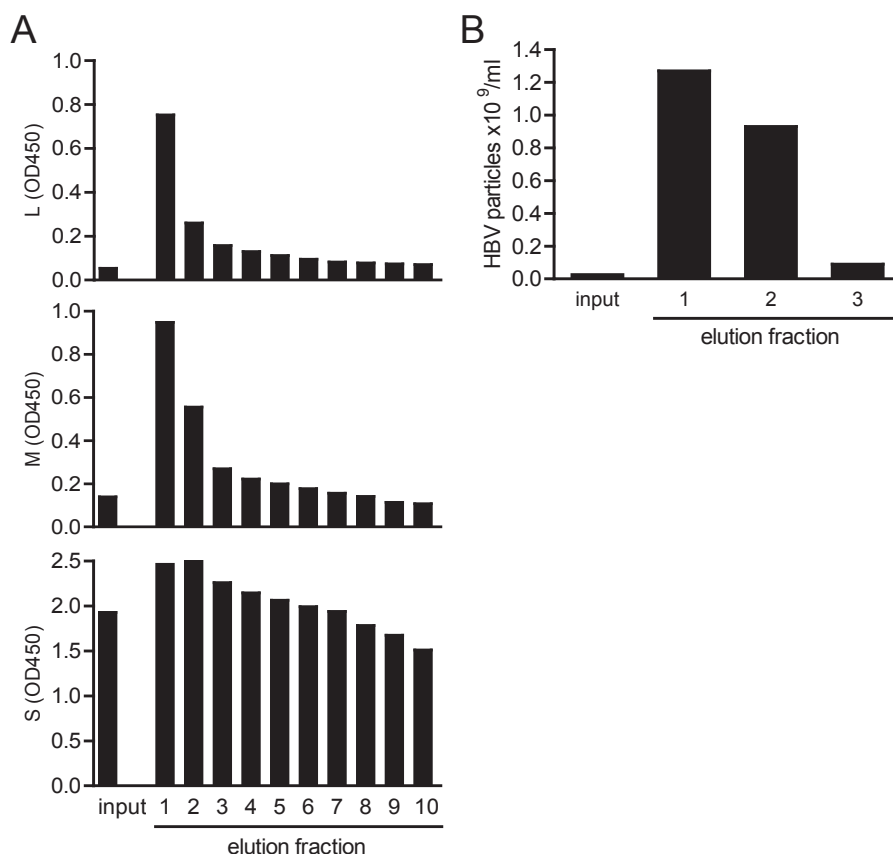 A
1.0
0.8
0.6
0.4
0.2
0.0
L (OD450)
1.0
0.8
0.6
0.4
0.2
0.0
M (OD450)
2.5
2.0
1.5
1.0
0.5
0.0
S (OD450)
input 1 2 3 4 5 6 7 8 9 10
elution fraction
B
1.4
1.2
1.0
0.8
0.6
0.4
0.2
0.0
HBV particles x10⁹/ml
input 1 2 3
elution fraction